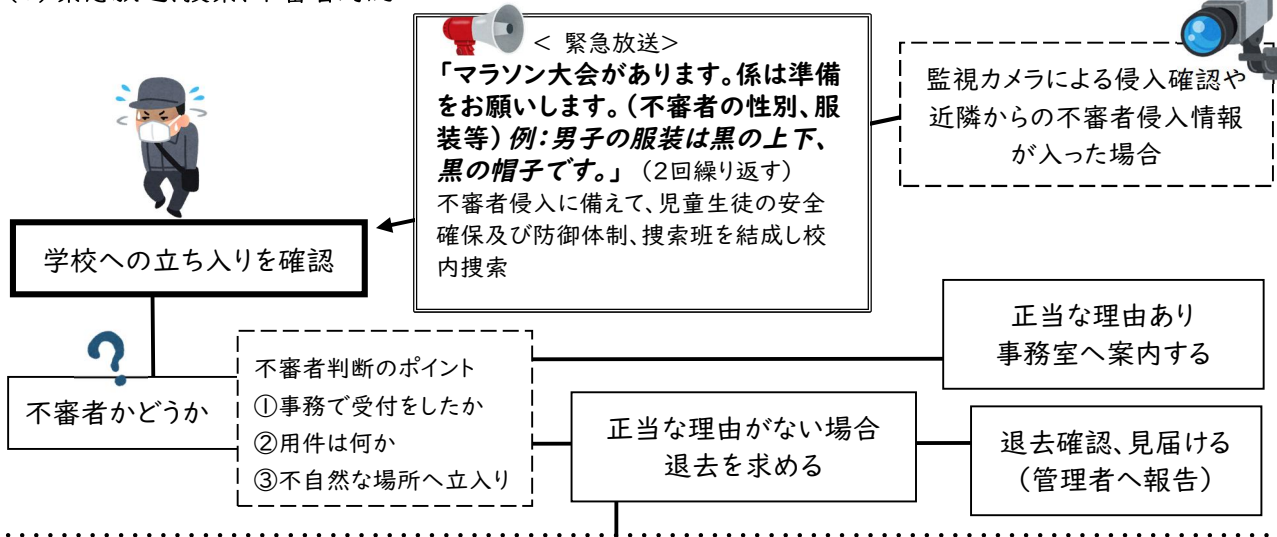 < 緊急放送>
「マラソン大会があります。係は準備
をお願いします。(不審者の性別、服
装等)例：男子の服装は黒の上下、
黒の帽子です。」(2回繰り返す)
不審者侵入に備えて、児童生徒の安全
確保及び防御体制、捜索班を結成し校
内捜索
監視カメラによる侵入確認や
近隣からの不審者侵入情報
が入った場合
学校への立ち入りを確認
不審者かどうか
不審者判断のポイント
①事務で受付をしたか
②用件は何か
③不自然な場所へ立入り
正当な理由あり
事務室へ案内する
正当な理由がない場合
退去を求める
退去確認、見届ける
(管理者へ報告)